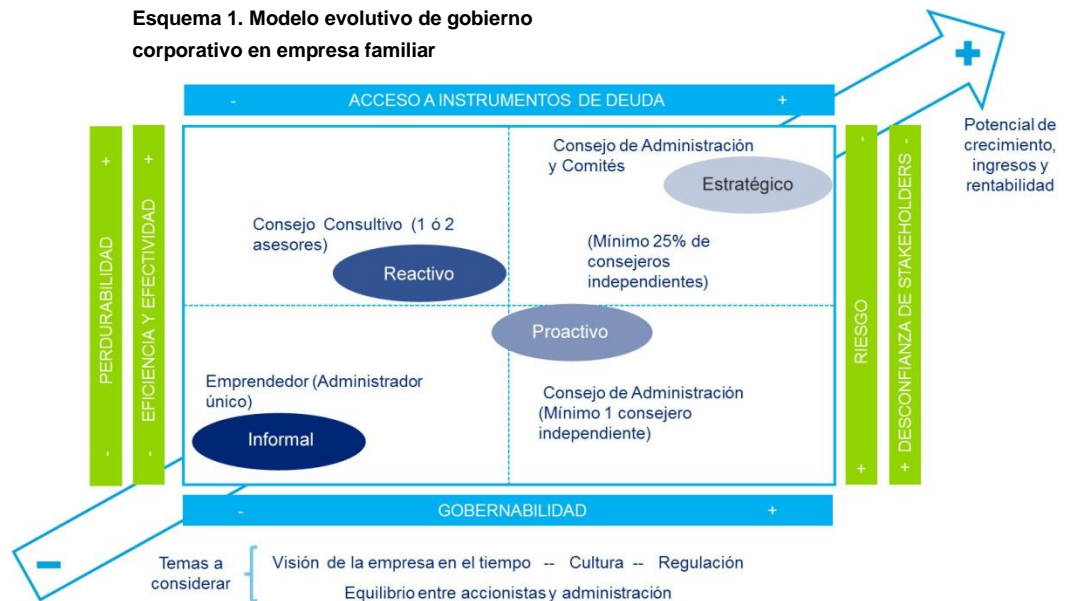 Esquema 1. Modelo evolutivo de gobierno
corporativo en empresa familiar
+
- ACCESO A INSTRUMENTOS DE DEUDA +
Potencial de
crecimiento,
ingresos y
rentabilidad
- PERDURABILIDAD +
- EFICIENCIA Y EFECTIVIDAD +
Consejo de Administración
y Comités
Estratégico
Consejo Consultivo (1 ó 2
asesores)
Reactivo
(Mínimo 25% de
consejeros
independientes)
Proactivo
Emprendedor (Administrador
único)
Informal
Consejo de Administración
(Mínimo 1 consejero
independiente)
+ RIESGO -
+ DESCONFIANZA DE STAKEHOLDERS -
- GOBERNABILIDAD +
-
Temas a
considerar
Visión de la empresa en el tiempo -- Cultura -- Regulación
Equilibrio entre accionistas y administración